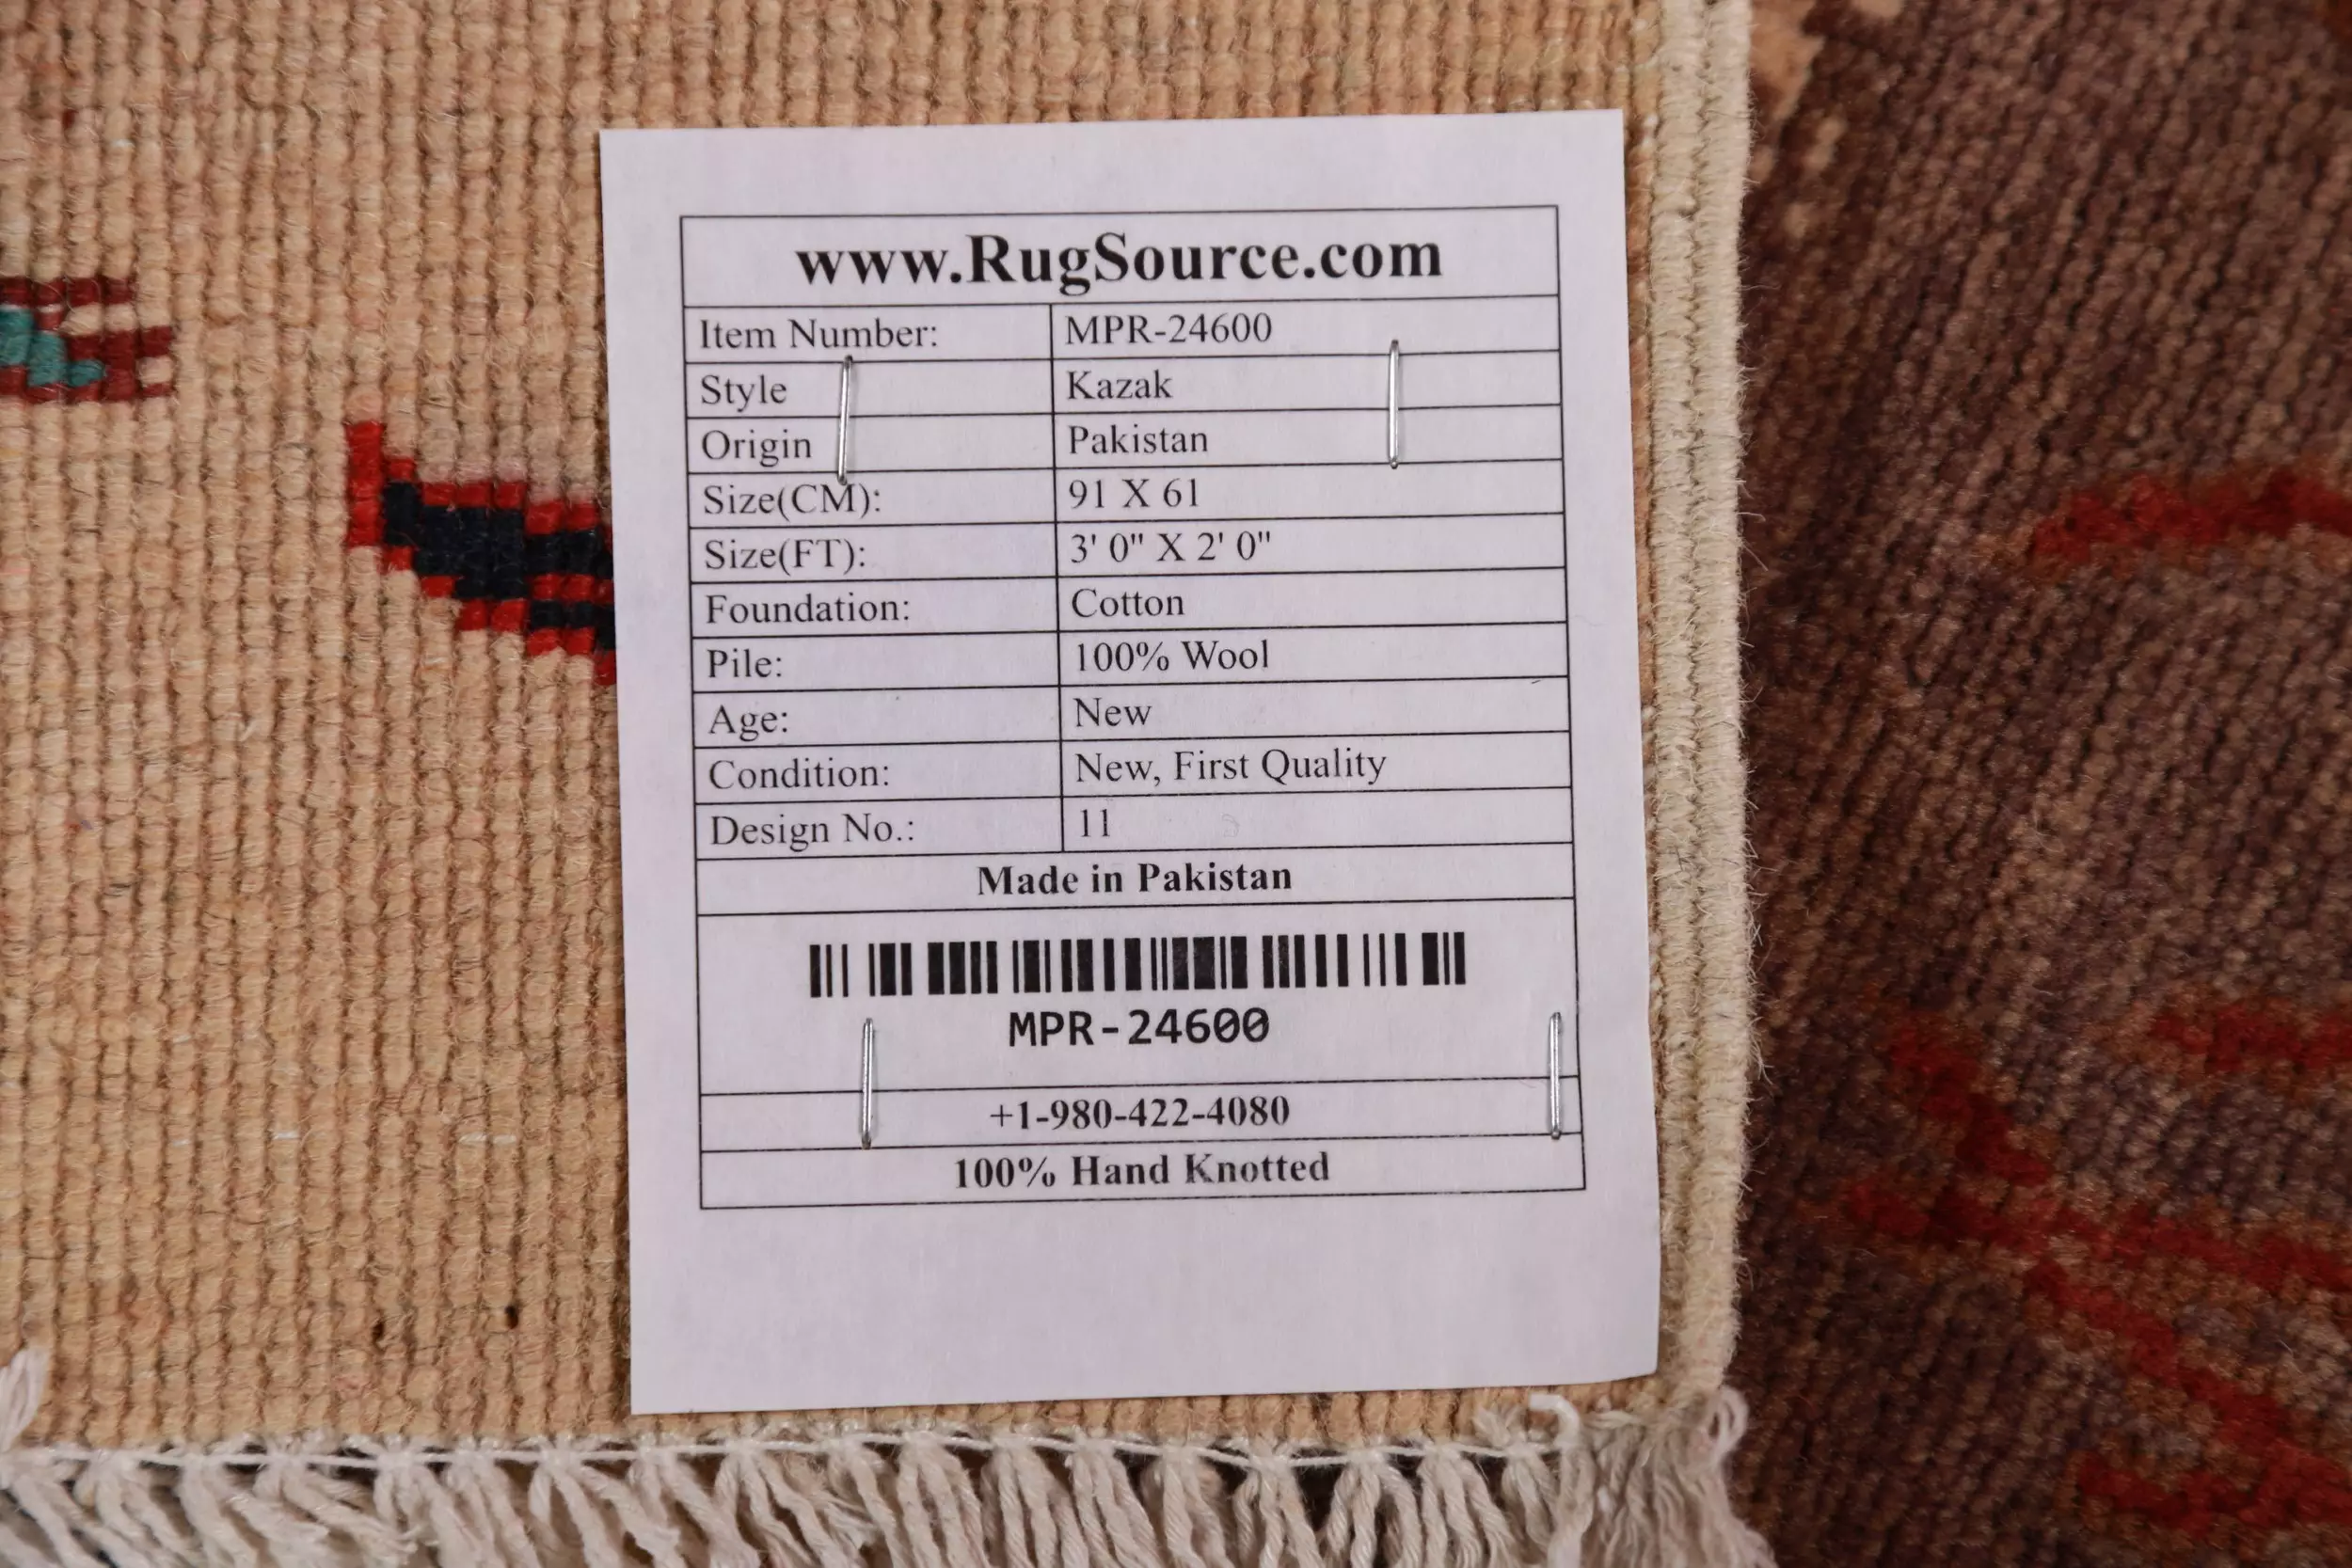 www.RugSource.com
Item Number: MPR-24600
Style Kazak
Origin Pakistan
Size(CM): 91 X 61
Size(FT): 3' 0" X 2' 0"
Foundation: Cotton
Pile: 100% Wool
Age: New
Condition: New, First Quality
Design No.: 11
Made in Pakistan
MPR-24600
+1-980-422-4080
100% Hand Knotted